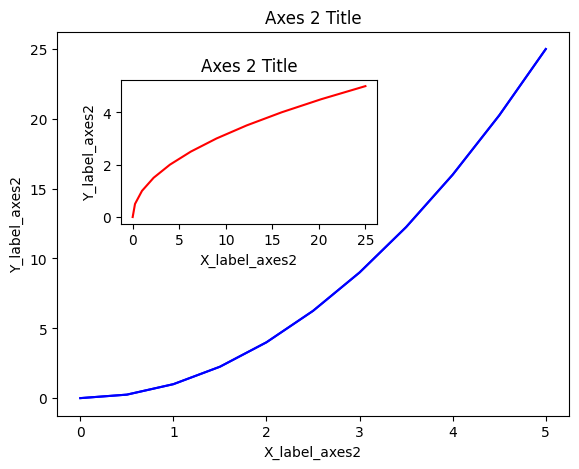 Axes 2 Title
25
20
15
10
5
0
Y_label_axes2
Axes 2 Title
4
2
0
Y_label_axes2
0 5 10 15 20 25
X_label_axes2
0 1 2 3 4 5
X_label_axes2